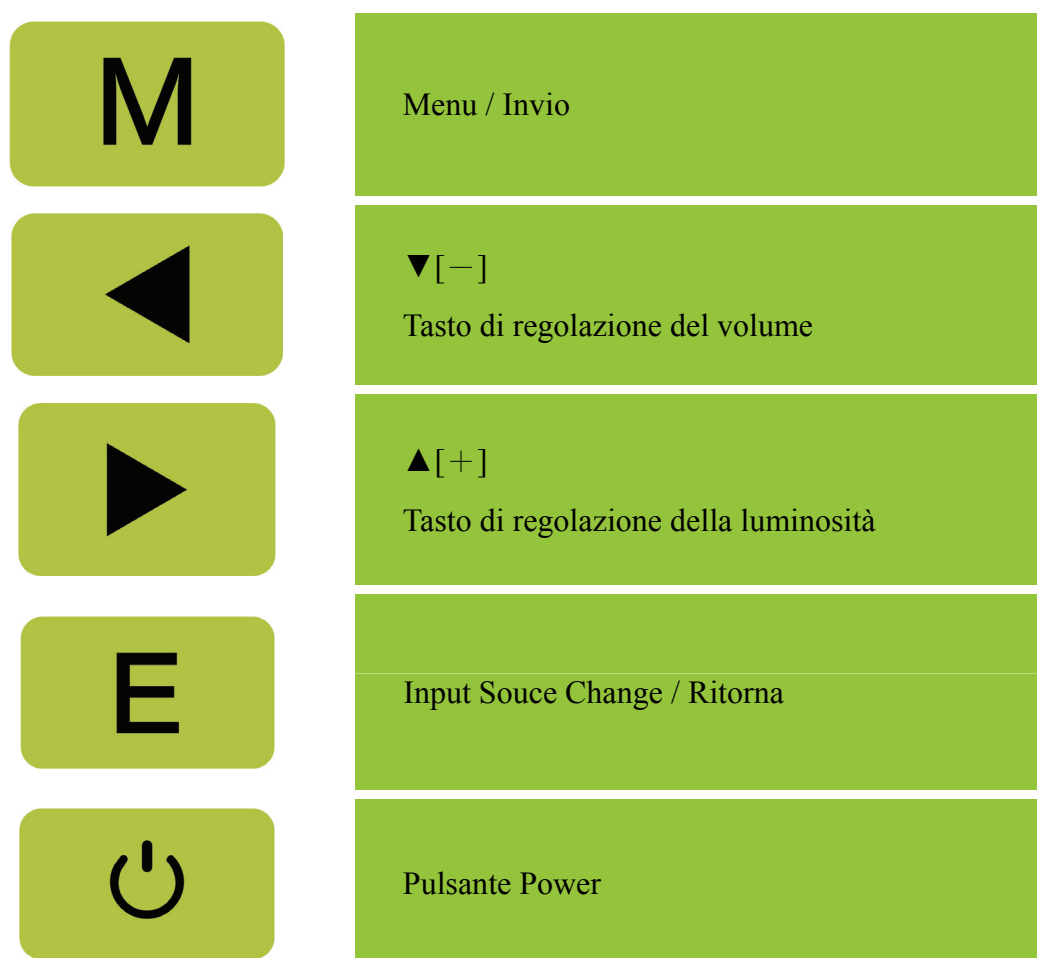 M
Menu / Invio
◀
▼[－]
Tasto di regolazione del volume
▶
▲[＋]
Tasto di regolazione della luminosità
E
Input Souce Change / Ritorna
Pulsante Power